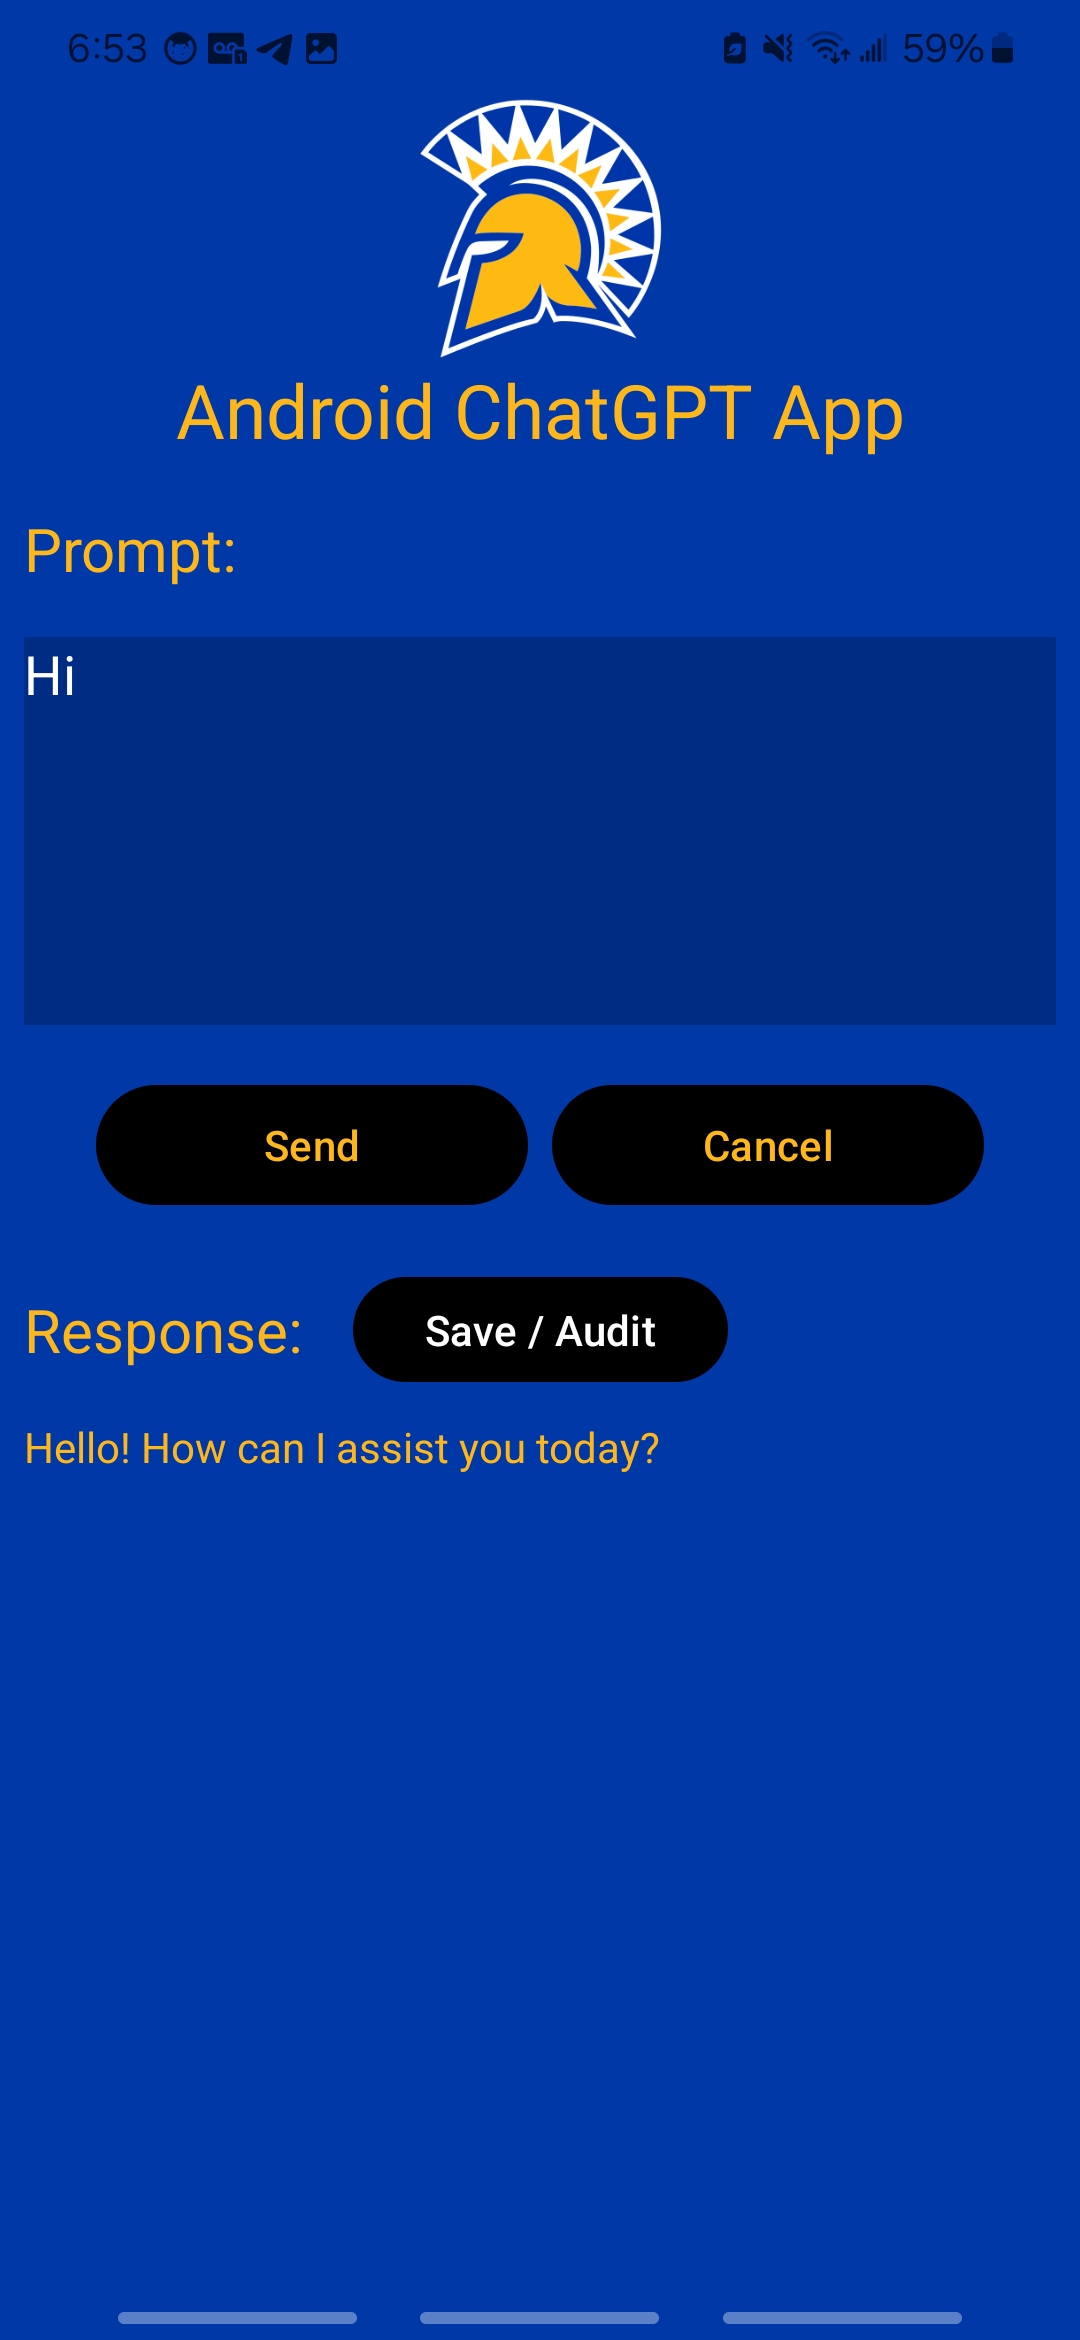 6:53 59%
Android ChatGPT App
Prompt:
Hi
Send Cancel
Response: Save / Audit
Hello! How can I assist you today?